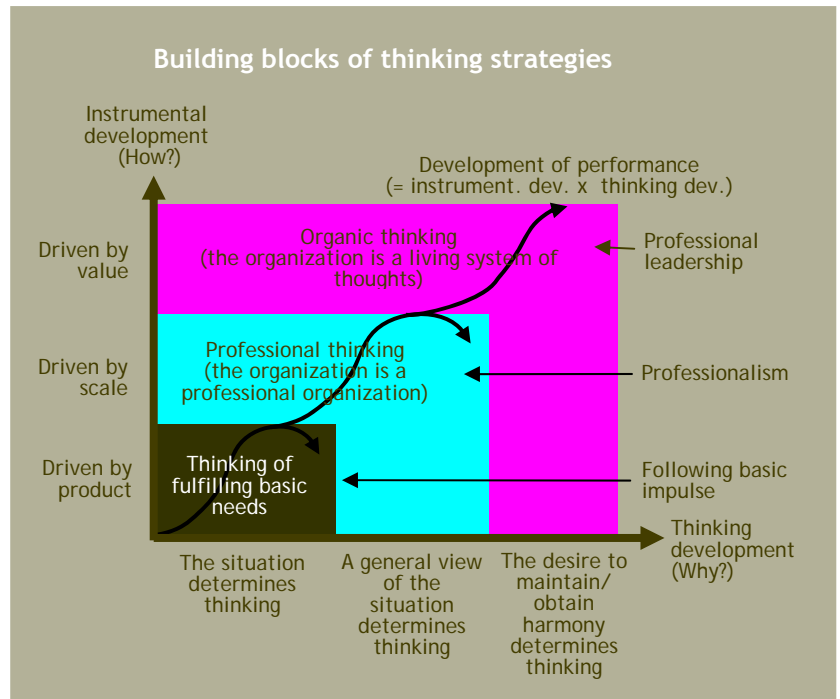 Building blocks of thinking strategies
Instrumental
development
(How?)
Development of performance
(= instrument. dev. x thinking dev.)
Driven by
value
Organic thinking
(the organization is a living system of
thoughts)
Professional
leadership
Driven by
scale
Professional thinking
(the organization is a
professional organization)
Professionalism
Driven by
product
Thinking of
fulfilling basic
needs
Following basic
impulse
Thinking
development
(Why?)
The situation
determines
thinking
A general view
of the
situation
determines
thinking
The desire to
maintain/
obtain
harmony
determines
thinking